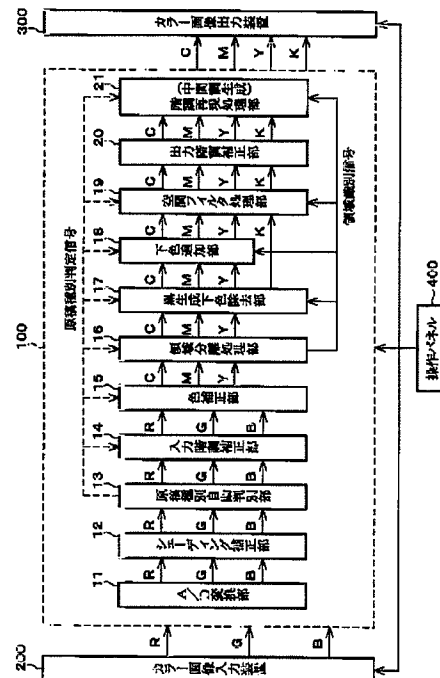 100
200
カラー画像入力装置
R
G
B
11
A/D変換部
R
G
B
12
シェーディング補正部
R
G
B
13
原稿種別自動判別部
R
G
B
14
入力階調補正部
R
G
B
15
色補正部
C
M
Y
16
領域分離処理部
C
M
Y
17
黒生成下色除去部
C
M
Y
K
18
下色追加部
C
M
Y
19
空間フィルタ処理部
C
M
Y
K
20
出力階調補正部
C
M
Y
K
21
(中間調生成)
階調再現処理部
C
M
Y
K
300
カラー画像出力装置
原稿種別判定信号
領域識別信号
操作パネル
400